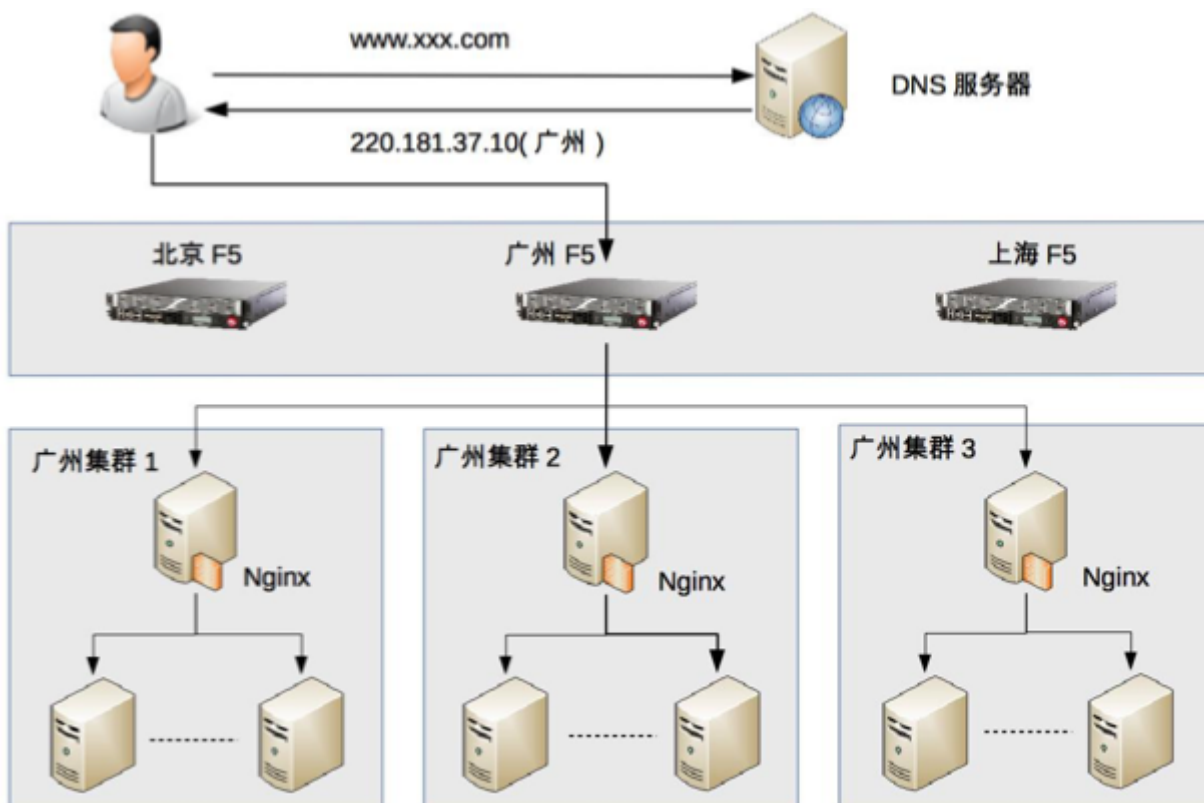 www.xxx.com
DNS 服务器
220.181.37.10( 广州 )
北京 F5
广州 F5
上海 F5
广州集群 1
广州集群 2
广州集群 3
Nginx
Nginx
Nginx